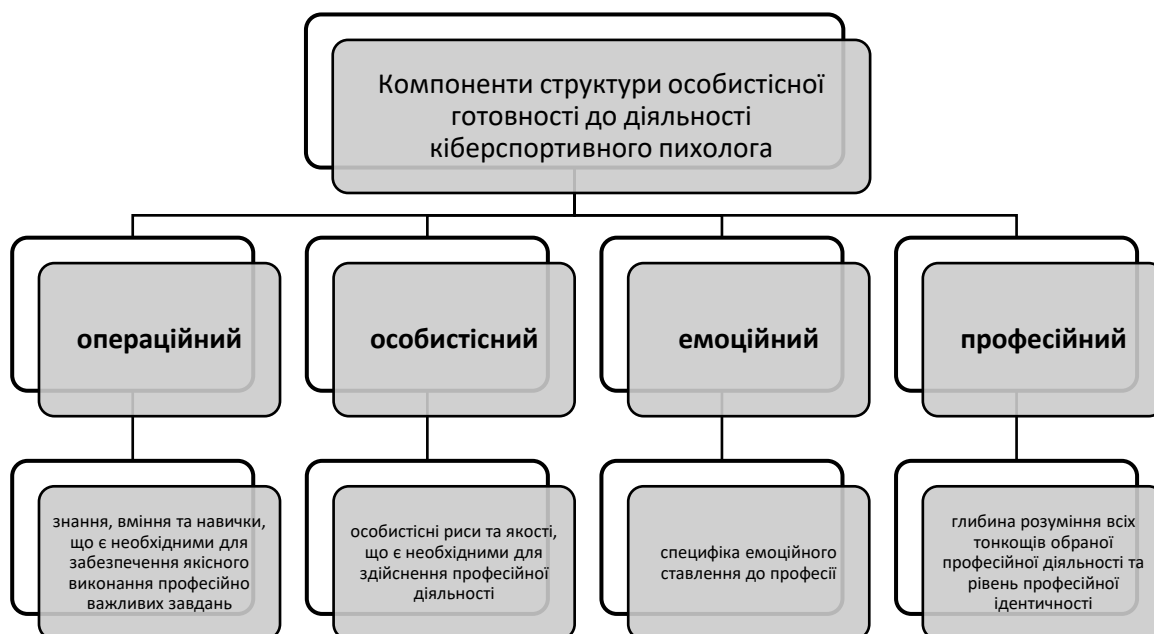 Компоненти структури особистісної
готовності до діяльності
кіберспортивного пихолога
операційний
особистісний
емоційний
професійний
знання, вміння та навички,
що є необхідними для
забезпечення якісного
виконання професійно
важливих завдань
особистісні риси та якості,
що є необхідними для
здійснення професійної
діяльності
специфіка емоційного
ставлення до професії
глибина розуміння всіх
тонкощів обраної
професійної діяльності та
рівень професійної
ідентичності